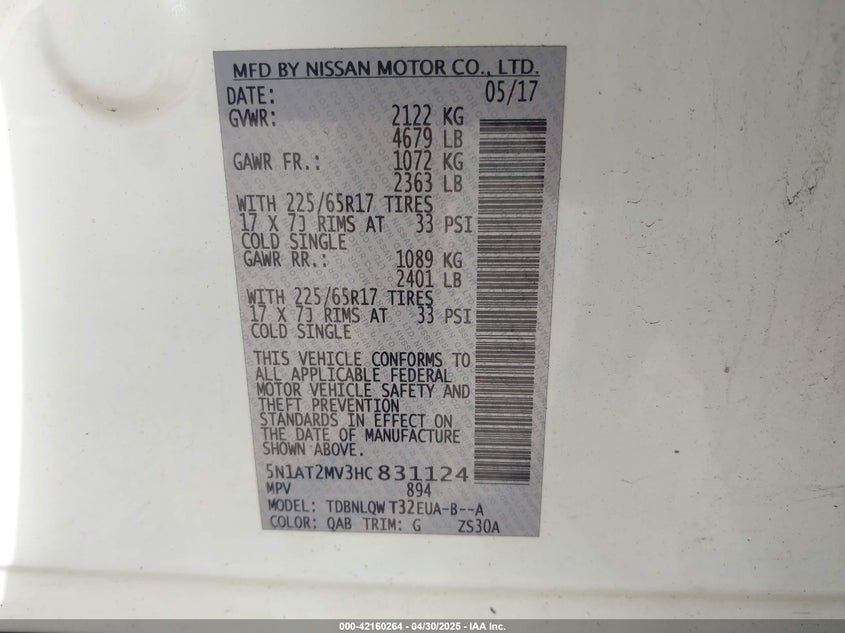 MFD BY NISSAN MOTOR CO., LTD.
DATE: 05/17
GVWR: 2122 KG
4679 LB
GAWR FR.: 1072 KG
2363 LB
WITH 225/65R17 TIRES
17 X 7J RIMS AT 33 PSI
COLD SINGLE
GAWR RR.: 1089 KG
2401 LB
WITH 225/65R17 TIRES
17 X 7J RIMS AT 33 PSI
COLD SINGLE
THIS VEHICLE CONFORMS TO
ALL APPLICABLE FEDERAL
MOTOR VEHICLE SAFETY AND
THEFT PREVENTION
STANDARDS IN EFFECT ON
THE DATE OF MANUFACTURE
SHOWN ABOVE.
5N1AT2MV3HC831124
MPV 894
MODEL: TDBNLQW T32EUA-B--A
COLOR: QAB TRIM: G ZS30A
000-42160264 - 04/30/2025 - IAA Inc.